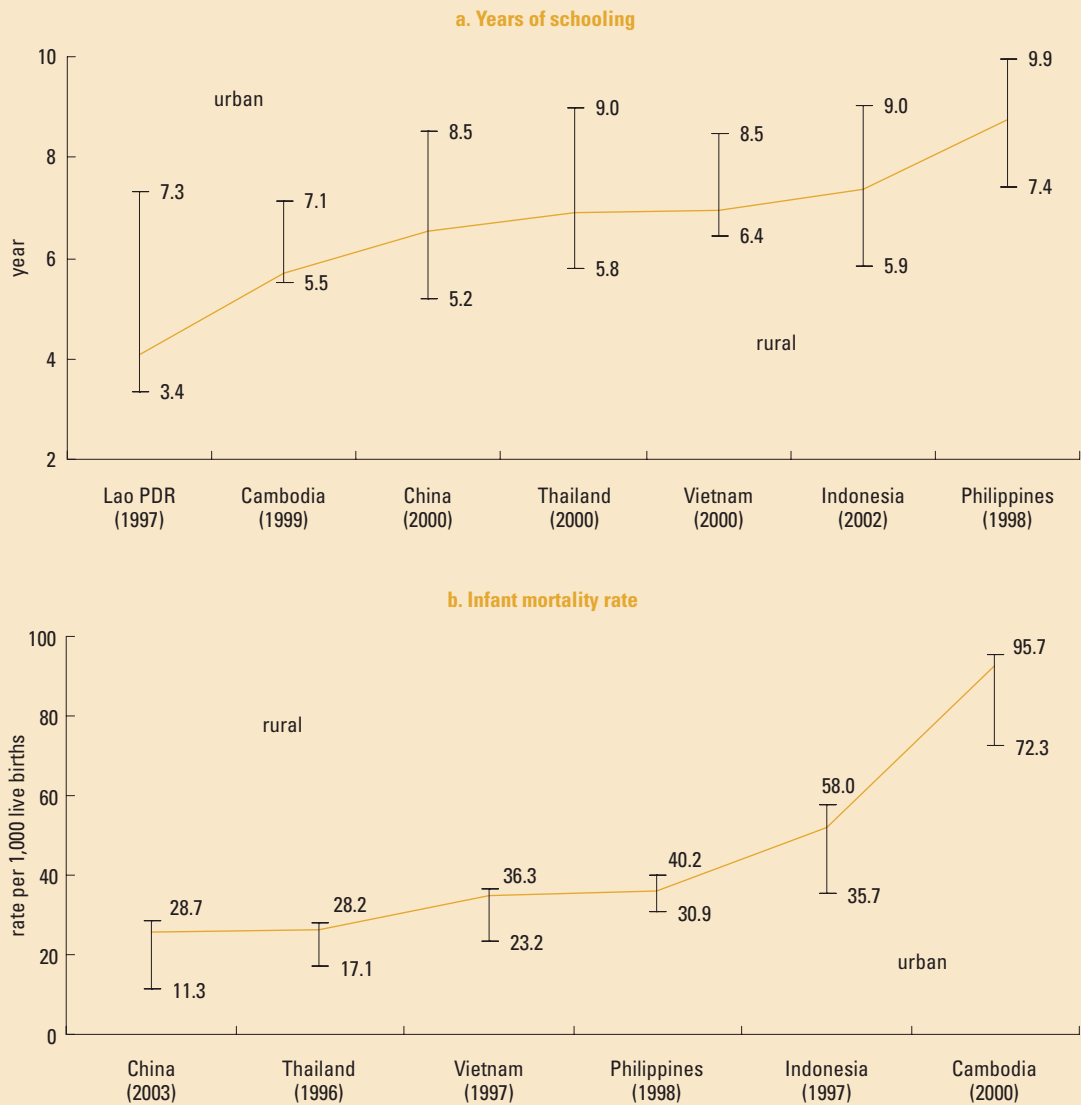 a. Years of schooling
10
8
6
4
2
year
urban
rural
7.3
3.4
7.1
5.5
8.5
5.2
9.0
5.8
8.5
6.4
9.0
5.9
9.9
7.4
Lao PDR
(1997)
Cambodia
(1999)
China
(2000)
Thailand
(2000)
Vietnam
(2000)
Indonesia
(2002)
Philippines
(1998)
b. Infant mortality rate
100
80
60
40
20
0
rate per 1,000 live births
rural
urban
28.7
11.3
28.2
17.1
36.3
23.2
40.2
30.9
58.0
35.7
95.7
72.3
China
(2003)
Thailand
(1996)
Vietnam
(1997)
Philippines
(1998)
Indonesia
(1997)
Cambodia
(2000)